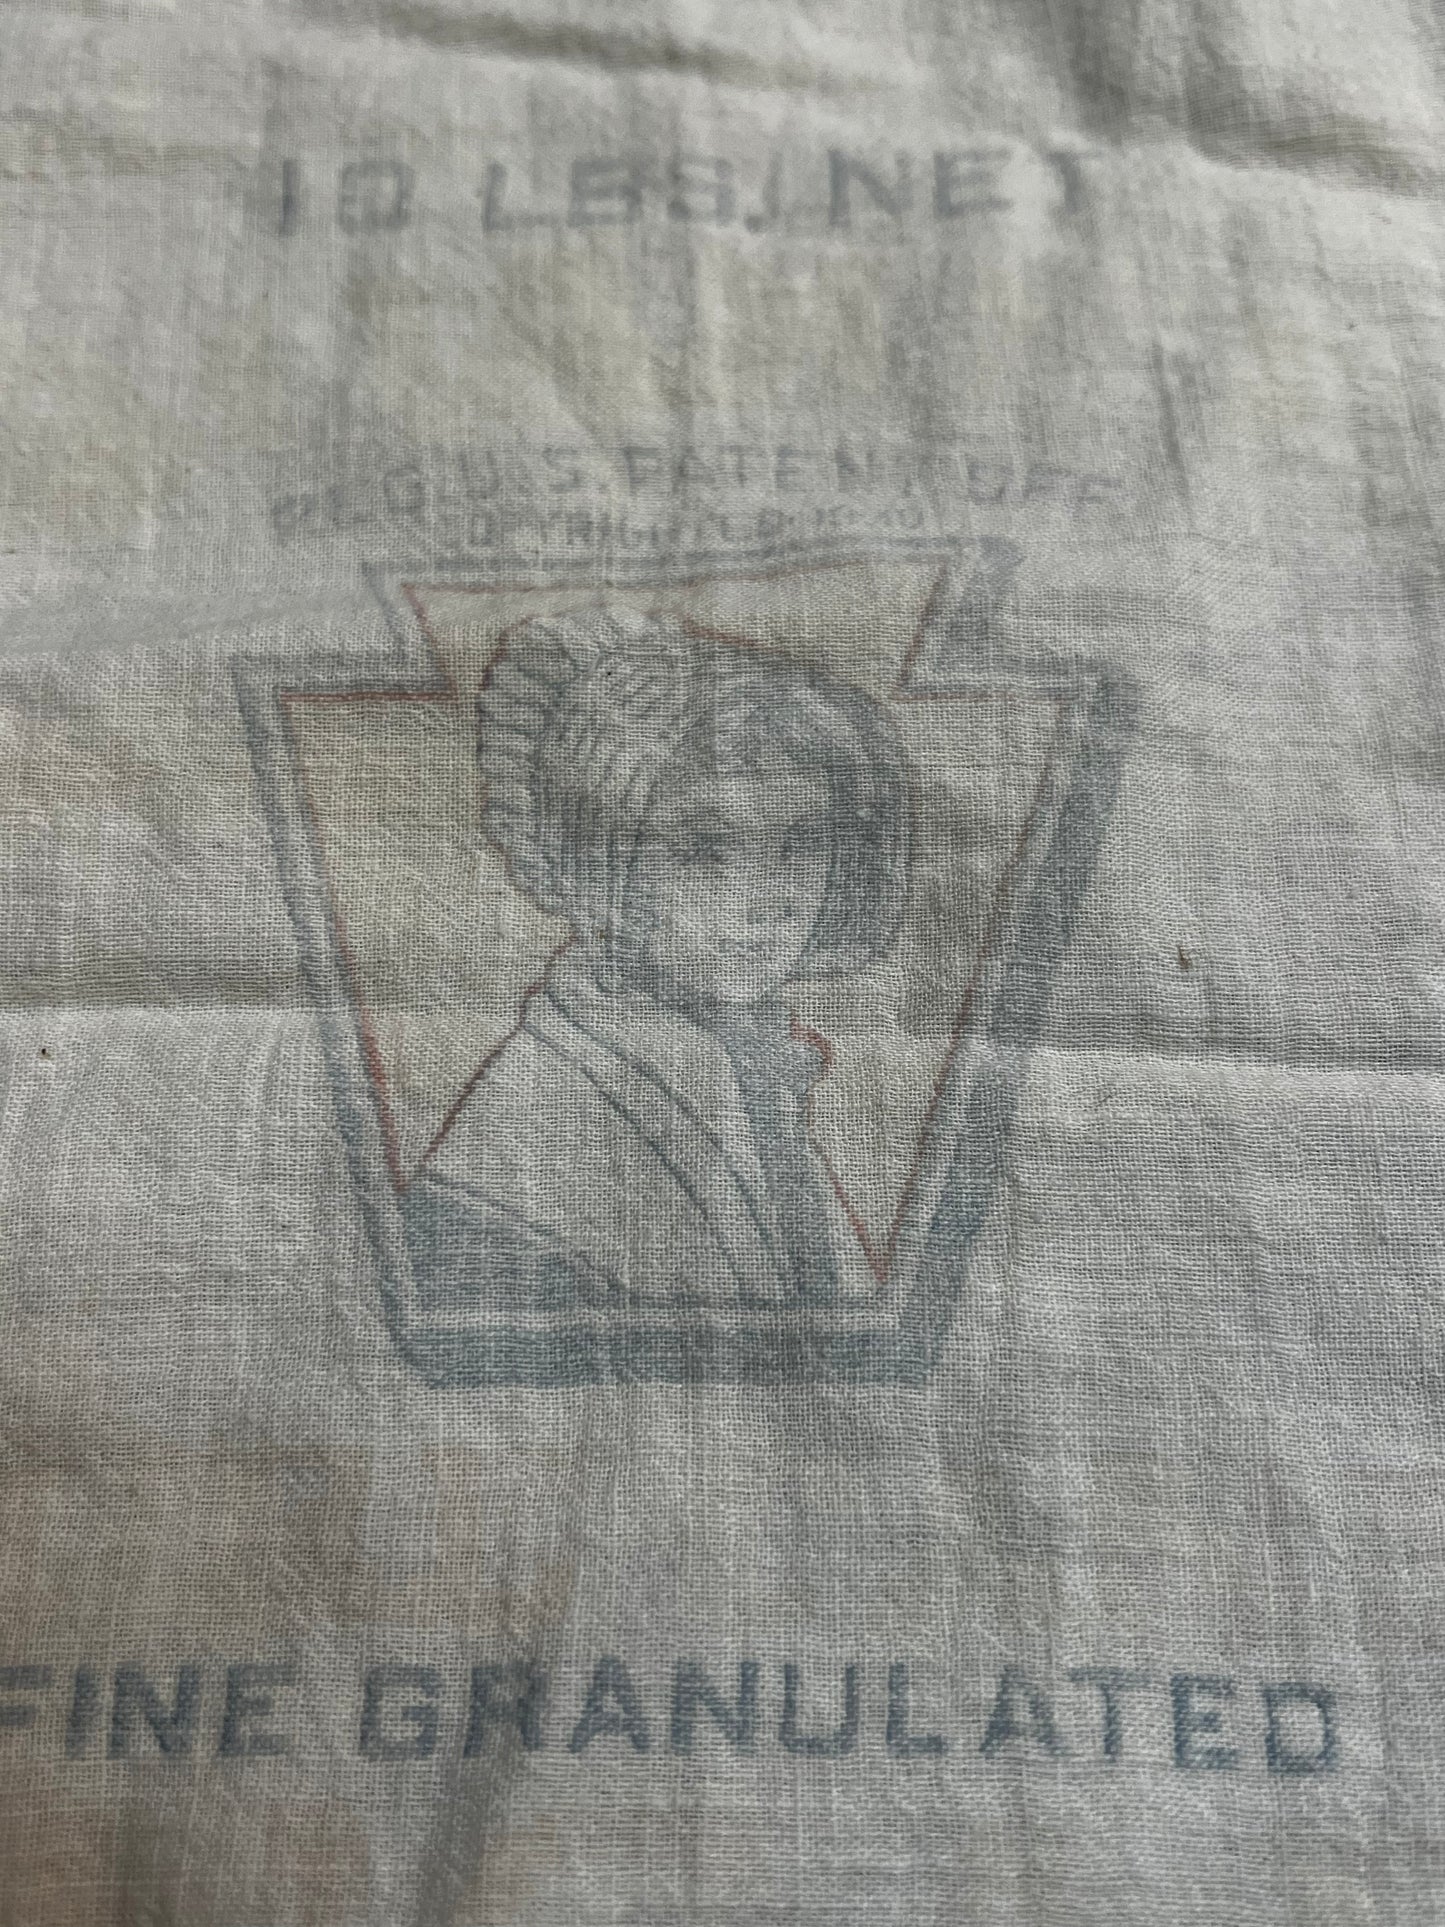 10 LBS. NET
REG. U. S. PATENT OFF
FINE GRANULATED